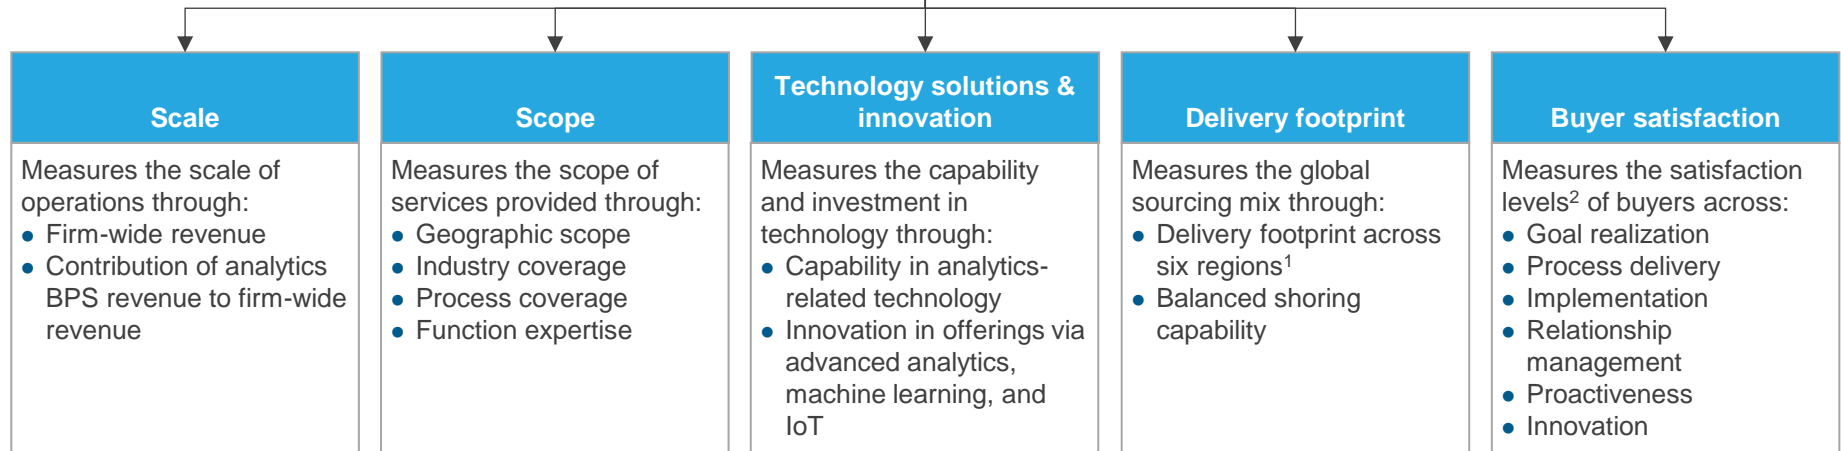 Scale
Measures the scale of
operations through:
● Firm-wide revenue
● Contribution of analytics
BPS revenue to firm-wide
revenue
Scope
Measures the scope of
services provided through:
● Geographic scope
● Industry coverage
● Process coverage
● Function expertise
Technology solutions &
innovation
Measures the capability
and investment in
technology through:
● Capability in analytics-
related technology
● Innovation in offerings via
advanced analytics,
machine learning, and
IoT
Delivery footprint
Measures the global
sourcing mix through:
● Delivery footprint across
six regions¹
● Balanced shoring
capability
Buyer satisfaction
Measures the satisfaction
levels² of buyers across:
● Goal realization
● Process delivery
● Implementation
● Relationship
management
● Proactiveness
● Innovation